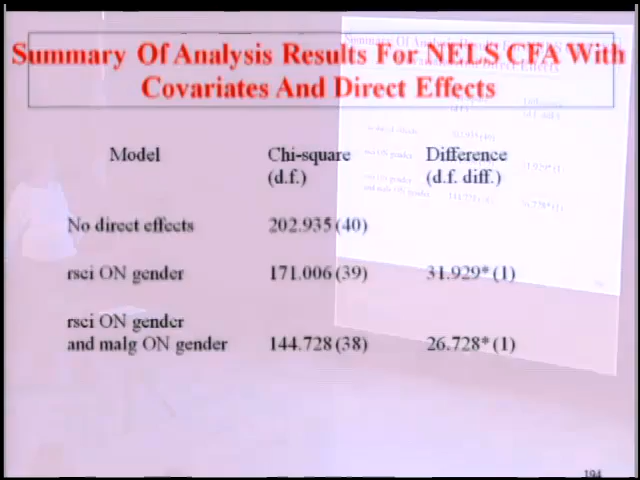 Summary Of Analysis Results For NELS CFA With
Covariates And Direct Effects
Model Chi-square Difference
(d.f.) (d.f. diff.)
No direct effects 202.935 (40)
rsci ON gender 171.006 (39) 31.929* (1)
rsci ON gender
and malg ON gender 144.728 (38) 26.728* (1)
194